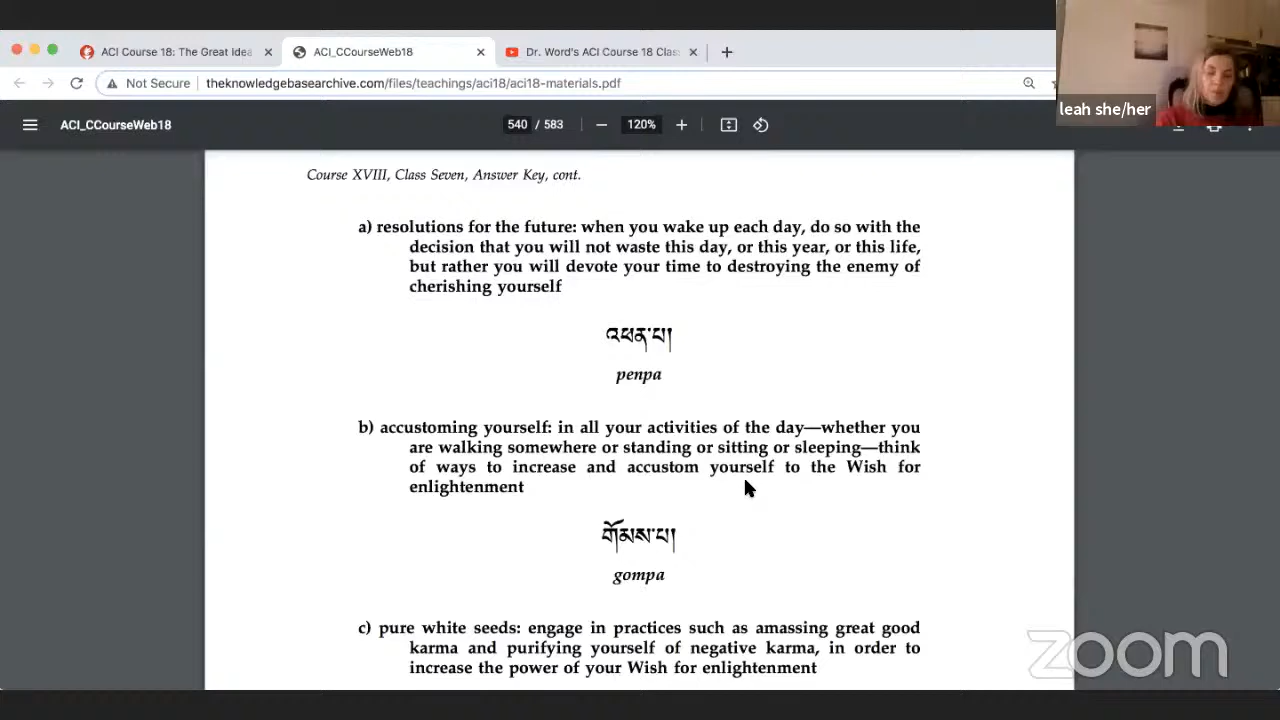 ACI Course 18: The Great Idea
ACI_CCourseWeb18
Dr. Word's ACI Course 18 Clas
Not Secure theknowledgebasearchive.com/files/teachings/aci18/aci18-materials.pdf
leah she/her
ACI_CCourseWeb18 540 / 583 120%
Course XVIII, Class Seven, Answer Key, cont.
a) resolutions for the future: when you wake up each day, do so with the
decision that you will not waste this day, or this year, or this life,
but rather you will devote your time to destroying the enemy of
cherishing yourself
འཕན་པ།
penpa
b) accustoming yourself: in all your activities of the day—whether you
are walking somewhere or standing or sitting or sleeping—think
of ways to increase and accustom yourself to the Wish for
enlightenment
གོམས་པ།
gompa
c) pure white seeds: engage in practices such as amassing great good
karma and purifying yourself of negative karma, in order to
increase the power of your Wish for enlightenment
zoom